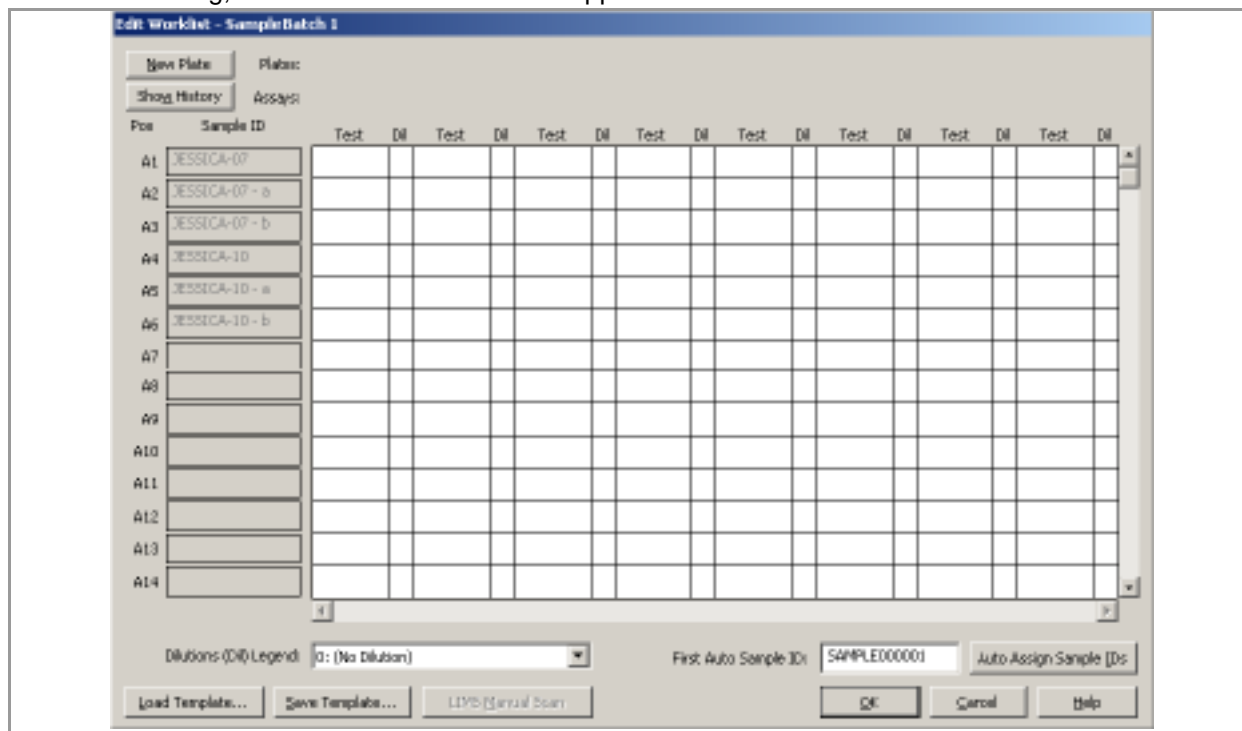 Edit Worklist - SampleBatch 1
New Plate Plates:
Show History Assays:
Pos Sample ID Test Dil Test Dil Test Dil Test Dil Test Dil Test Dil Test Dil Test Dil
A1 JESSICA-07
A2 JESSICA-07 - a
A3 JESSICA-07 - b
A4 JESSICA-10
A5 JESSICA-10 - a
A6 JESSICA-10 - b
A7
A8
A9
A10
A11
A12
A13
A14
Dilutions (Dil) Legend: 0: (No Dilution) First Auto Sample ID: SAMPLE000001 Auto Assign Sample IDs
Load Template... Save Template... LIMS Manual Scan OK Cancel Help